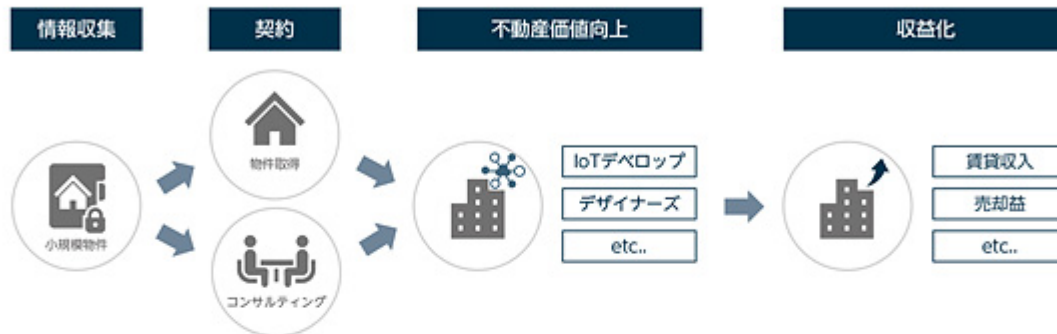 情報収集
契約
不動産価値向上
収益化
小規模物件
物件取得
コンサルティング
IoTデベロップ
デザイナーズ
etc..
賃貸収入
売却益
etc..